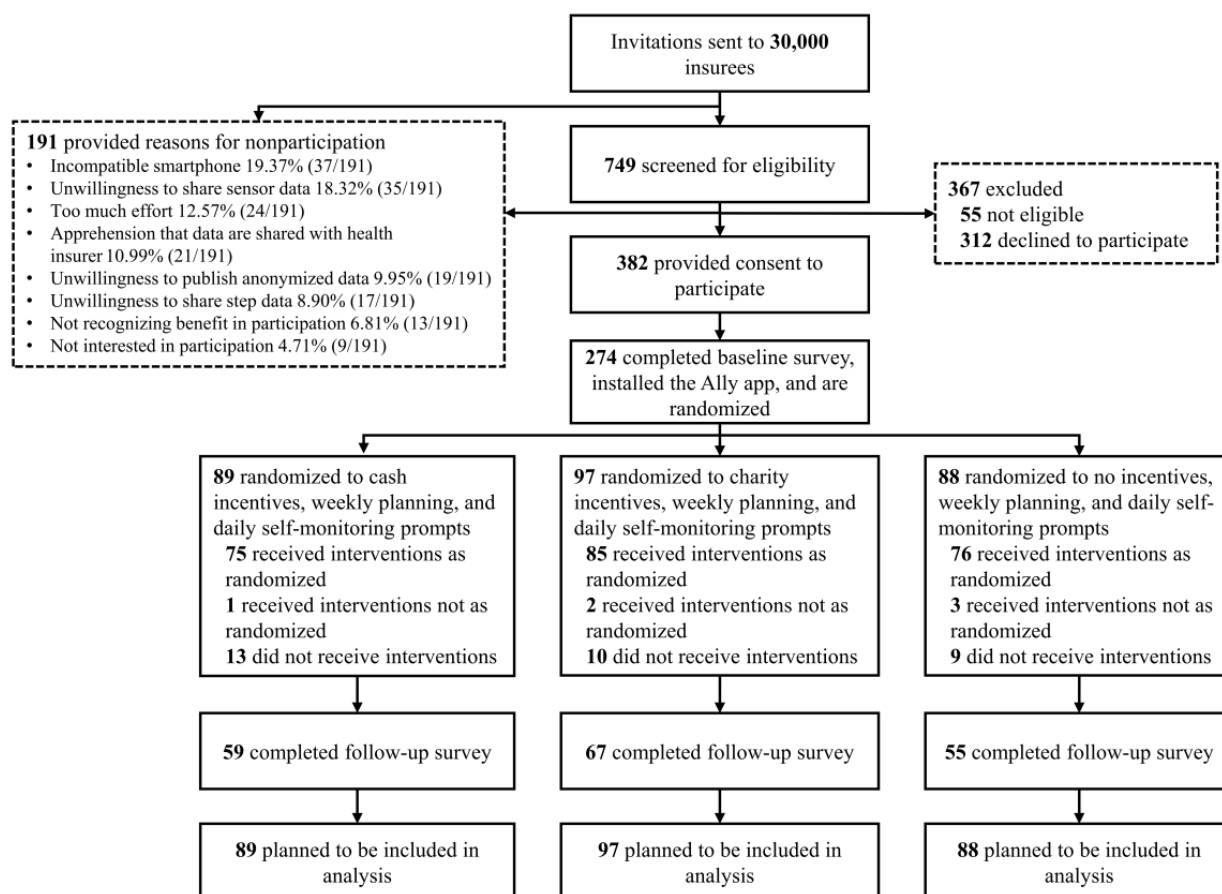 Invitations sent to 30,000
insurees
191 provided reasons for nonparticipation
• Incompatible smartphone 19.37% (37/191)
• Unwillingness to share sensor data 18.32% (35/191)
• Too much effort 12.57% (24/191)
• Apprehension that data are shared with health
insurer 10.99% (21/191)
• Unwillingness to publish anonymized data 9.95% (19/191)
• Unwillingness to share step data 8.90% (17/191)
• Not recognizing benefit in participation 6.81% (13/191)
• Not interested in participation 4.71% (9/191)
749 screened for eligibility
367 excluded
55 not eligible
312 declined to participate
382 provided consent to
participate
274 completed baseline survey,
installed the Ally app, and are
randomized
89 randomized to cash
incentives, weekly planning, and
daily self-monitoring prompts
75 received interventions as
randomized
1 received interventions not as
randomized
13 did not receive interventions
97 randomized to charity
incentives, weekly planning, and
daily self-monitoring prompts
85 received interventions as
randomized
2 received interventions not as
randomized
10 did not receive interventions
88 randomized to no incentives,
weekly planning, and daily self-
monitoring prompts
76 received interventions as
randomized
3 received interventions not as
randomized
9 did not receive interventions
59 completed follow-up survey
67 completed follow-up survey
55 completed follow-up survey
89 planned to be included in
analysis
97 planned to be included in
analysis
88 planned to be included in
analysis